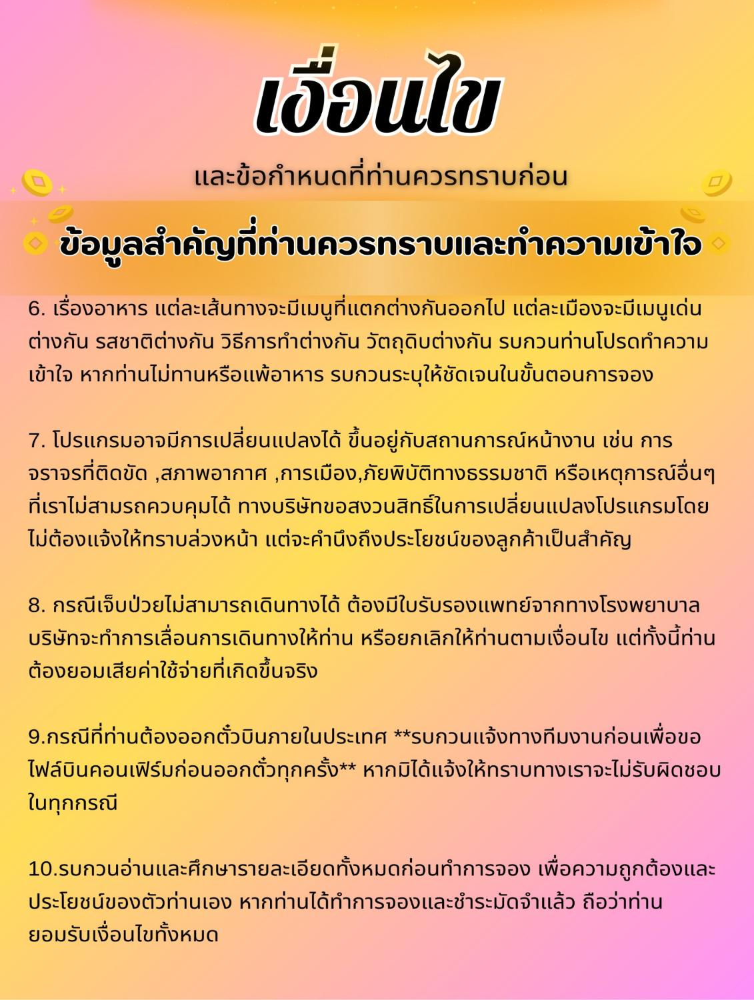 เงื่อนไข
และข้อกำหนดที่ท่านควรทราบก่อน
ข้อมูลสำคัญที่ท่านควรทราบและทำความเข้าใจ
6. เรื่องอาหาร แต่ละเส้นทางจะมีเมนูที่แตกต่างกันออกไป แต่ละเมืองจะมีเมนูเด่น
ต่างกัน รสชาติต่างกัน วิธีการทำต่างกัน วัตถุดิบต่างกัน รบกวนท่านโปรดทำความ
เข้าใจ หากท่านไม่ทานหรือแพ้อาหาร รบกวนระบุให้ชัดเจนในขั้นตอนการจอง
7. โปรแกรมอาจมีการเปลี่ยนแปลงได้ ขึ้นอยู่กับสถานการณ์หน้างาน เช่น การ
จราจรที่ติดขัด ,สภาพอากาศ ,การเมือง,ภัยพิบัติทางธรรมชาติ หรือเหตุการณ์อื่นๆ
ที่เราไม่สามรถควบคุมได้ ทางบริษัทขอสงวนสิทธิ์ในการเปลี่ยนแปลงโปรแกรมโดย
ไม่ต้องแจ้งให้ทราบล่วงหน้า แต่จะคำนึงถึงประโยชน์ของลูกค้าเป็นสำคัญ
8. กรณีเจ็บป่วยไม่สามารถเดินทางได้ ต้องมีใบรับรองแพทย์จากทางโรงพยาบาล
บริษัทจะทำการเลื่อนการเดินทางให้ท่าน หรือยกเลิกให้ท่านตามเงื่อนไข แต่ทั้งนี้ท่าน
ต้องยอมเสียค่าใช้จ่ายที่เกิดขึ้นจริง
9.กรณีที่ท่านต้องออกตั๋วบินภายในประเทศ **รบกวนแจ้งทางทีมงานก่อนเพื่อขอ
ไฟล์บินคอนเฟิร์มก่อนออกตั๋วทุกครั้ง** หากมิได้แจ้งให้ทราบทางเราจะไม่รับผิดชอบ
ในทุกกรณี
10.รบกวนอ่านและศึกษารายละเอียดทั้งหมดก่อนทำการจอง เพื่อความถูกต้องและ
ประโยชน์ของตัวท่านเอง หากท่านได้ทำการจองและชำระมัดจำแล้ว ถือว่าท่าน
ยอมรับเงื่อนไขทั้งหมด